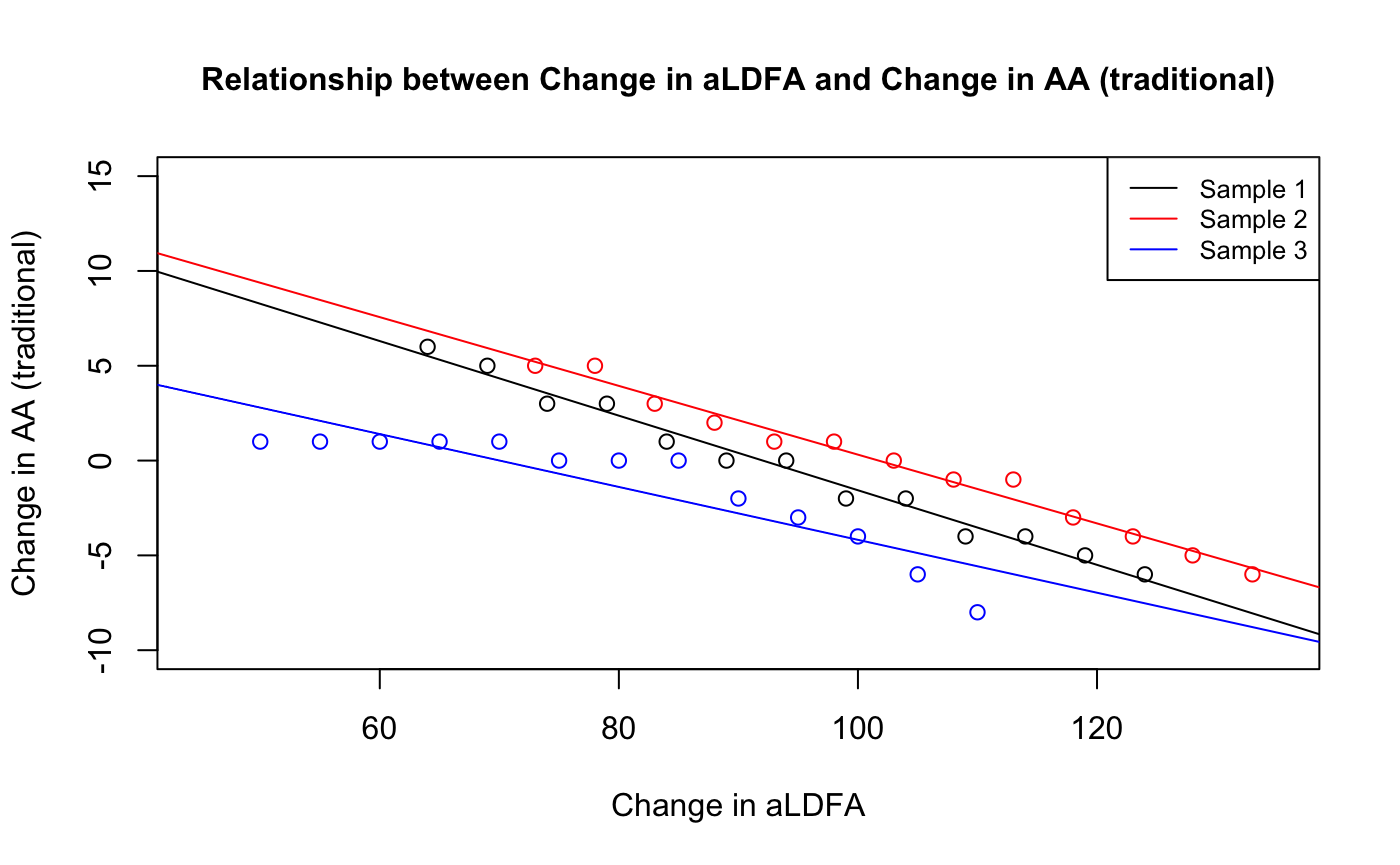 Relationship between Change in aLDFA and Change in AA (traditional)
Sample 1
Sample 2
Sample 3
Change in AA (traditional)
15
10
5
0
-5
-10
60
80
100
120
Change in aLDFA